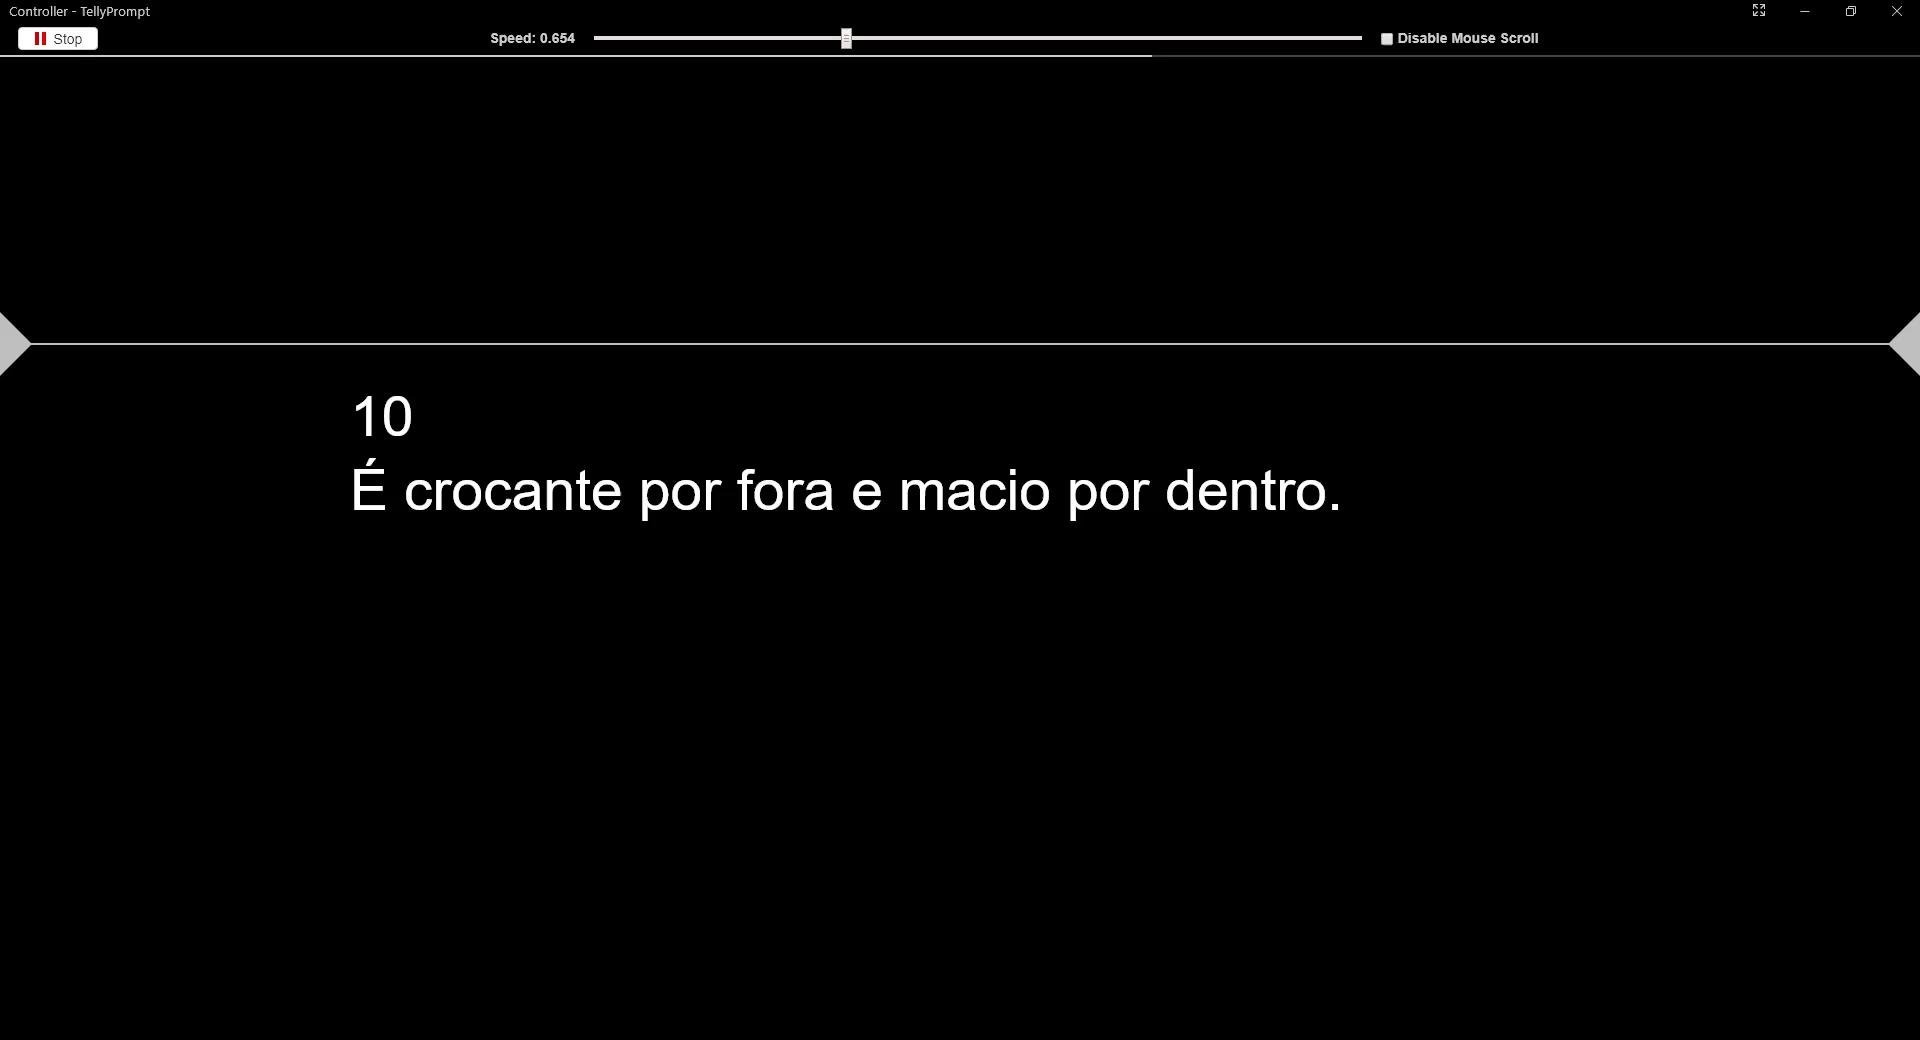 Controller - TellyPrompt
Stop
Speed: 0.654
Disable Mouse Scroll
10
É crocante por fora e macio por dentro.